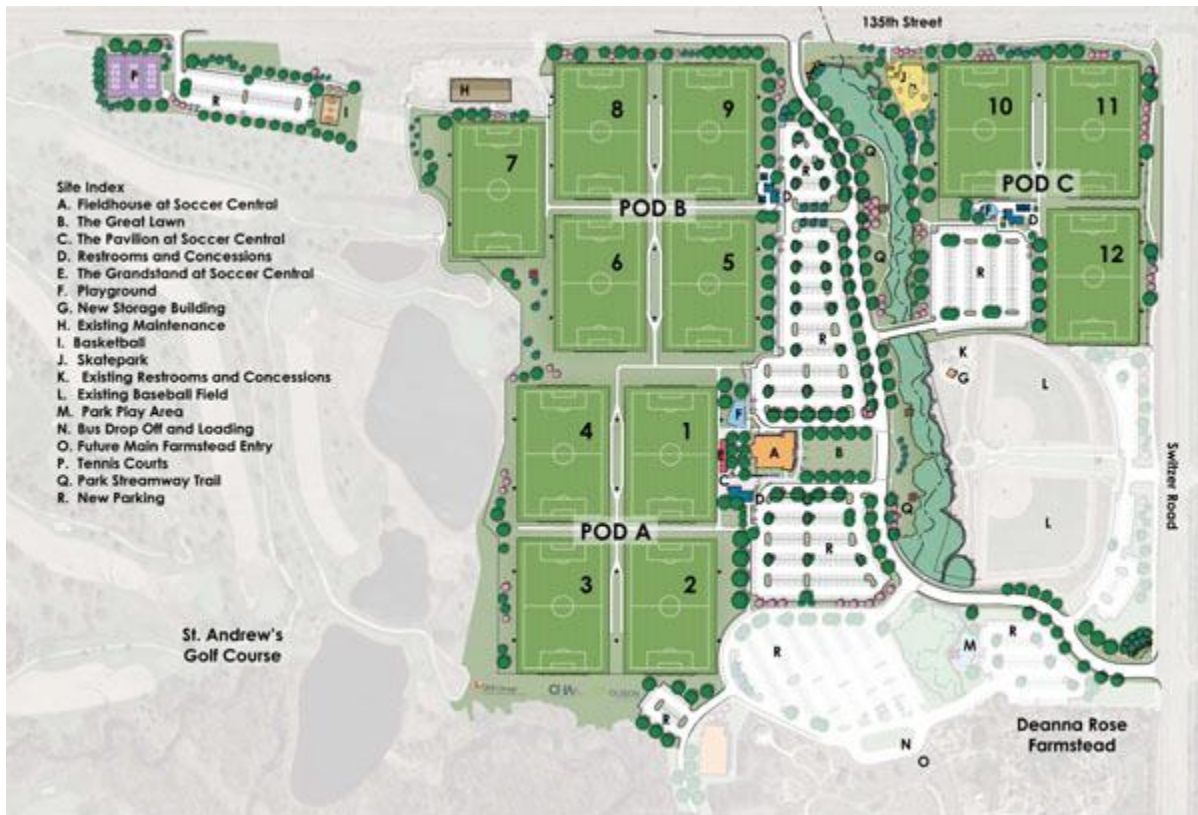 135th Street
P
R
I
H
8
9
J
10
11
7
Q
R
D
POD C
POD B
F
D
Site Index
A. Fieldhouse at Soccer Central
B. The Great Lawn
C. The Pavilion at Soccer Central
D. Restrooms and Concessions
E. The Grandstand at Soccer Central
F. Playground
G. New Storage Building
H. Existing Maintenance
I. Basketball
J. Skatepark
K. Existing Restrooms and Concessions
L. Existing Baseball Field
M. Park Play Area
N. Bus Drop Off and Loading
O. Future Main Farmstead Entry
P. Tennis Courts
Q. Park Streamway Trail
R. New Parking
6
5
Q
R
12
R
K
G
L
4
1
F
E
A
B
C
D
Q
L
Switzer Road
POD A
R
3
2
St. Andrew's
Golf Course
R
M
R
R
N
O
Deanna Rose
Farmstead